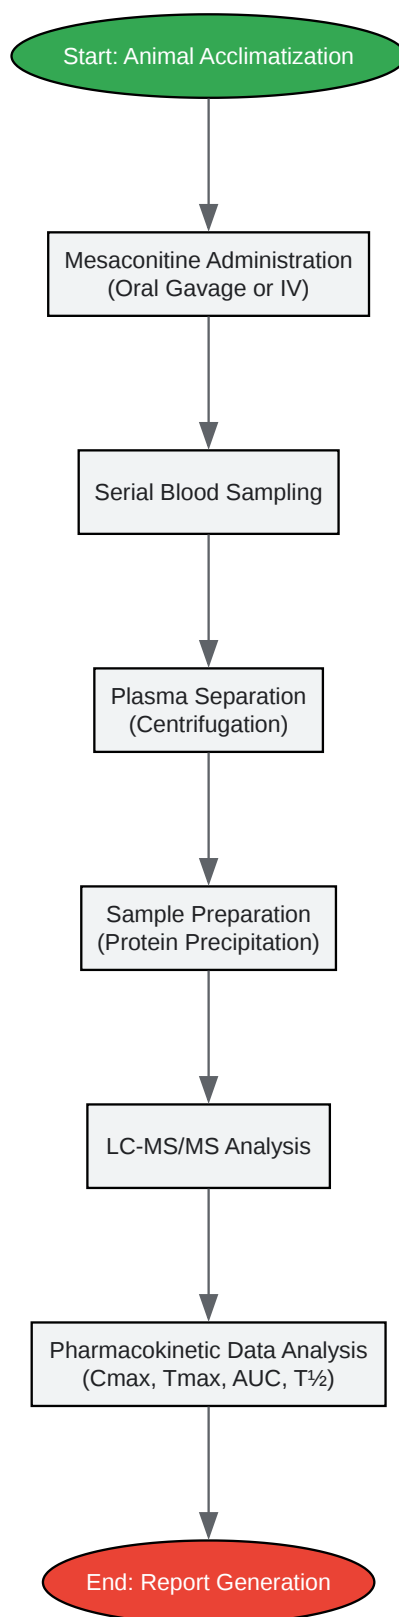 Start: Animal Acclimatization
Mesaconitine Administration
(Oral Gavage or IV)
Serial Blood Sampling
Plasma Separation
(Centrifugation)
Sample Preparation
(Protein Precipitation)
LC-MS/MS Analysis
Pharmacokinetic Data Analysis
(Cmax, Tmax, AUC, T½)
End: Report Generation